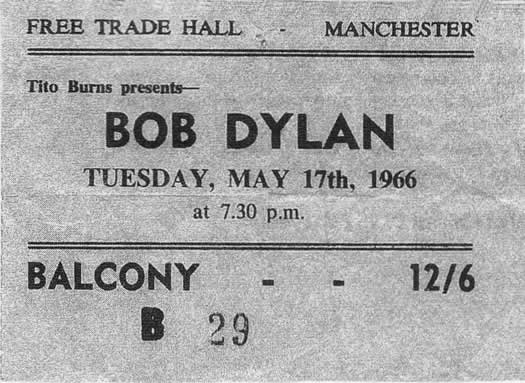 FREE TRADE HALL - MANCHESTER
Tito Burns presents—
BOB DYLAN
TUESDAY, MAY 17th, 1966
at 7.30 p.m.
BALCONY - - 12/6
B 29